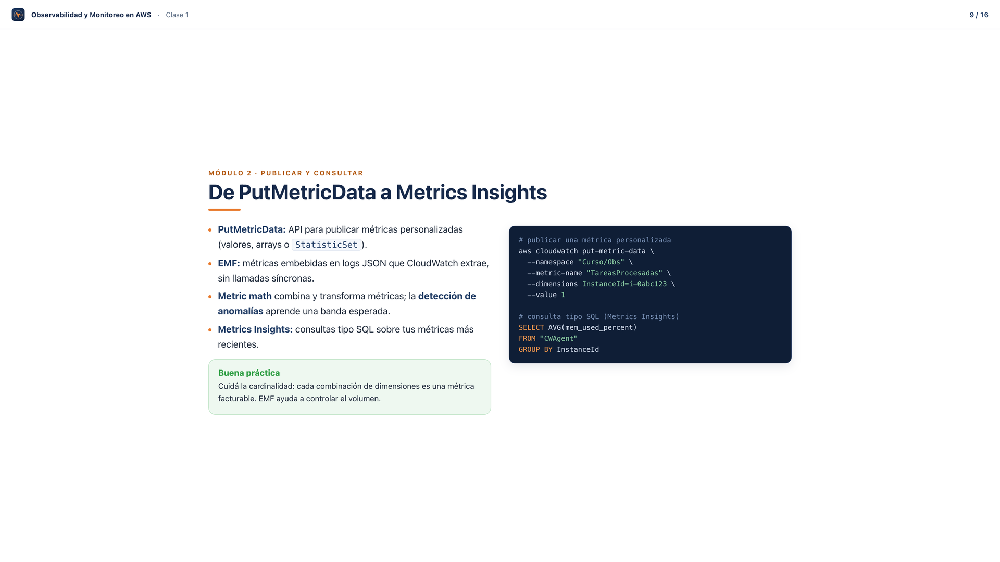 Observabilidad y Monitoreo en AWS · Clase 1
9 / 16
MÓDULO 2 · PUBLICAR Y CONSULTAR
De PutMetricData a Metrics Insights
PutMetricData: API para publicar métricas personalizadas
(valores, arrays o StatisticSet).
EMF: métricas embebidas en logs JSON que CloudWatch extrae,
sin llamadas síncronas.
Metric math combina y transforma métricas; la detección de
anomalías aprende una banda esperada.
Metrics Insights: consultas tipo SQL sobre tus métricas más
recientes.
Buena práctica
Cuidá la cardinalidad: cada combinación de dimensiones es una métrica
facturable. EMF ayuda a controlar el volumen.
# publicar una métrica personalizada
aws cloudwatch put-metric-data \
  --namespace "Curso/Obs" \
  --metric-name "TareasProcesadas" \
  --dimensions InstanceId=i-0abc123 \
  --value 1
# consulta tipo SQL (Metrics Insights)
SELECT AVG(mem_used_percent)
FROM "CWAgent"
GROUP BY InstanceId